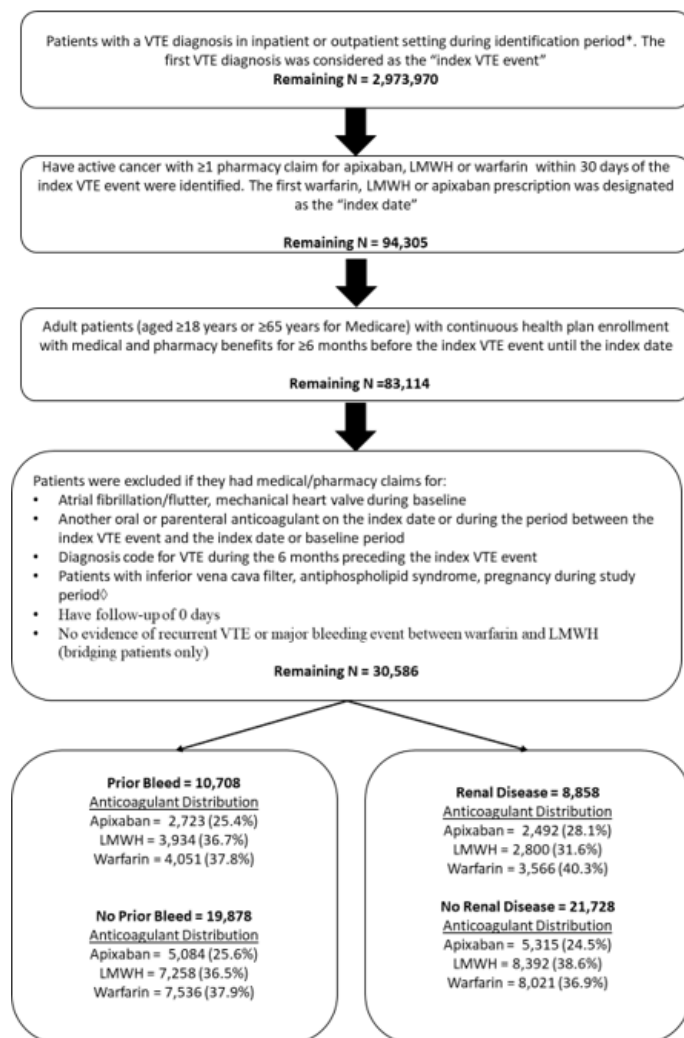 Patients with a VTE diagnosis in inpatient or outpatient setting during identification period*. The
first VTE diagnosis was considered as the “index VTE event”
Remaining N = 2,973,970
Have active cancer with ≥1 pharmacy claim for apixaban, LMWH or warfarin within 30 days of the
index VTE event were identified. The first warfarin, LMWH or apixaban prescription was designated
as the “index date”
Remaining N = 94,305
Adult patients (aged ≥18 years or ≥65 years for Medicare) with continuous health plan enrollment
with medical and pharmacy benefits for ≥6 months before the index VTE event until the index date
Remaining N =83,114
Patients were excluded if they had medical/pharmacy claims for:
• Atrial fibrillation/flutter, mechanical heart valve during baseline
• Another oral or parenteral anticoagulant on the index date or during the period between the
index VTE event and the index date or baseline period
• Diagnosis code for VTE during the 6 months preceding the index VTE event
• Patients with inferior vena cava filter, antiphospholipid syndrome, pregnancy during study
period◊
• Have follow-up of 0 days
• No evidence of recurrent VTE or major bleeding event between warfarin and LMWH
(bridging patients only)
Remaining N = 30,586
Prior Bleed = 10,708
Anticoagulant Distribution
Apixaban = 2,723 (25.4%)
LMWH = 3,934 (36.7%)
Warfarin = 4,051 (37.8%)
No Prior Bleed = 19,878
Anticoagulant Distribution
Apixaban = 5,084 (25.6%)
LMWH = 7,258 (36.5%)
Warfarin = 7,536 (37.9%)
Renal Disease = 8,858
Anticoagulant Distribution
Apixaban = 2,492 (28.1%)
LMWH = 2,800 (31.6%)
Warfarin = 3,566 (40.3%)
No Renal Disease = 21,728
Anticoagulant Distribution
Apixaban = 5,315 (24.5%)
LMWH = 8,392 (38.6%)
Warfarin = 8,021 (36.9%)